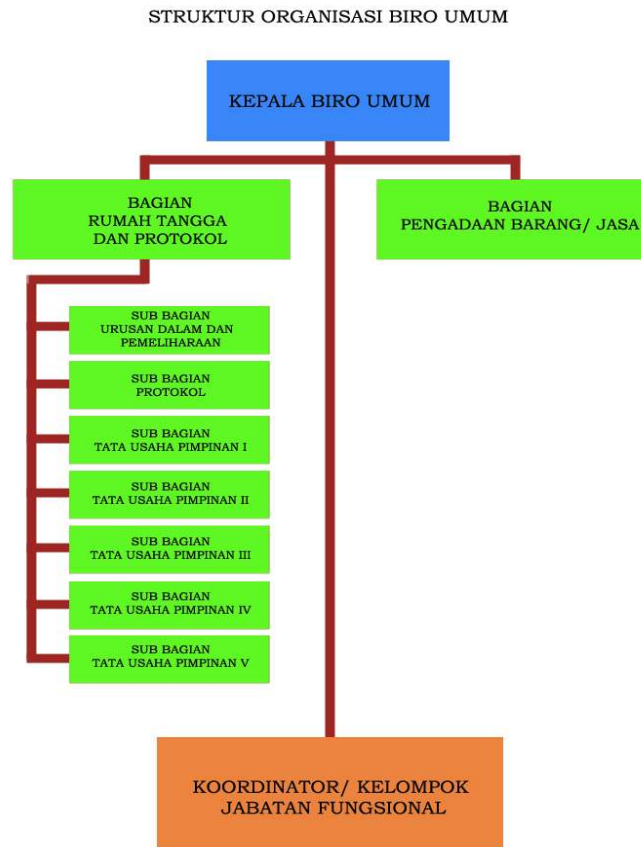 STRUKTUR ORGANISASI BIRO UMUM
KEPALA BIRO UMUM
BAGIAN
RUMAH TANGGA
DAN PROTOKOL
BAGIAN
PENGADAAN BARANG/ JASA
SUB BAGIAN
URUSAN DALAM DAN
PEMELIHARAAN
SUB BAGIAN
PROTOKOL
SUB BAGIAN
TATA USAHA PIMPINAN I
SUB BAGIAN
TATA USAHA PIMPINAN II
SUB BAGIAN
TATA USAHA PIMPINAN III
SUB BAGIAN
TATA USAHA PIMPINAN IV
SUB BAGIAN
TATA USAHA PIMPINAN V
KOORDINATOR/ KELOMPOK
JABATAN FUNGSIONAL